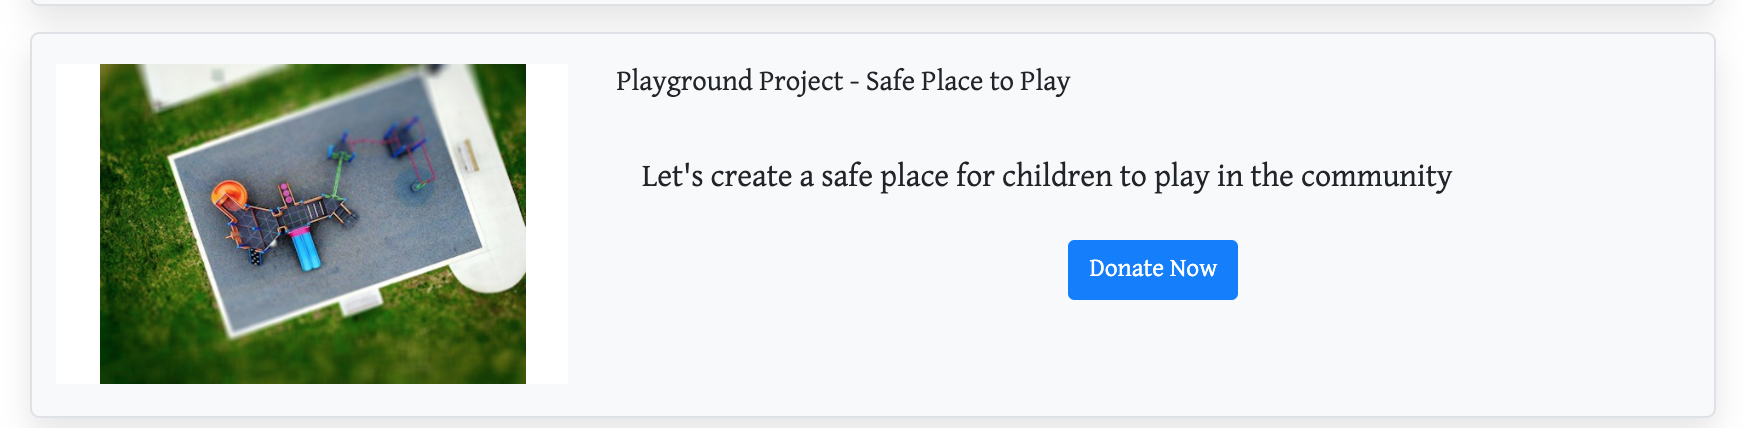 Playground Project - Safe Place to Play
Let's create a safe place for children to play in the community
Donate Now